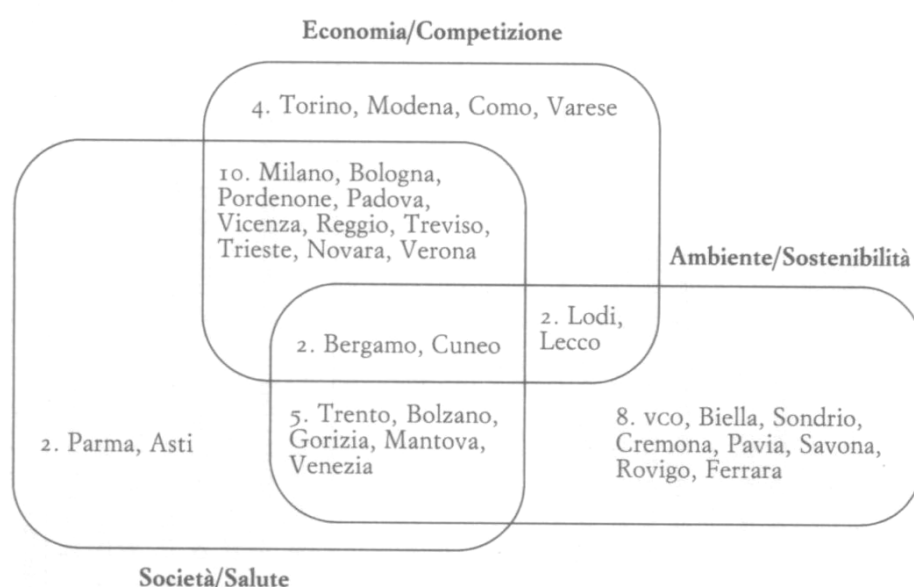 Economia/Competizione
4. Torino, Modena, Como, Varese
10. Milano, Bologna,
Pordenone, Padova,
Vicenza, Reggio, Treviso,
Trieste, Novara, Verona
Ambiente/Sostenibilità
2. Bergamo, Cuneo
2. Lodi,
Lecco
2. Parma, Asti
5. Trento, Bolzano,
Gorizia, Mantova,
Venezia
8. VCO, Biella, Sondrio,
Cremona, Pavia, Savona,
Rovigo, Ferrara
Società/Salute